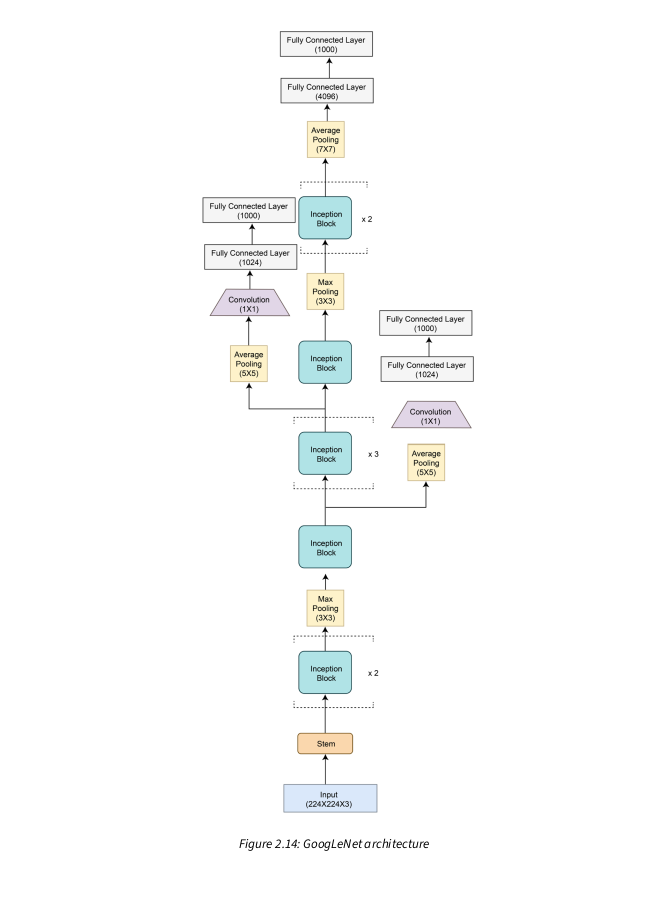 Fully Connected Layer
(1000)
Fully Connected Layer
(4096)
Average
Pooling
(7X7)
Inception
Block
x 2
Fully Connected Layer
(1000)
Fully Connected Layer
(1024)
Convolution
(1X1)
Average
Pooling
(5X5)
Max
Pooling
(3X3)
Inception
Block
Fully Connected Layer
(1000)
Fully Connected Layer
(1024)
Convolution
(1X1)
Average
Pooling
(5X5)
Inception
Block
x 3
Inception
Block
Max
Pooling
(3X3)
Inception
Block
x 2
Stem
Input
(224X224X3)
Figure 2.14: GoogLeNet architecture